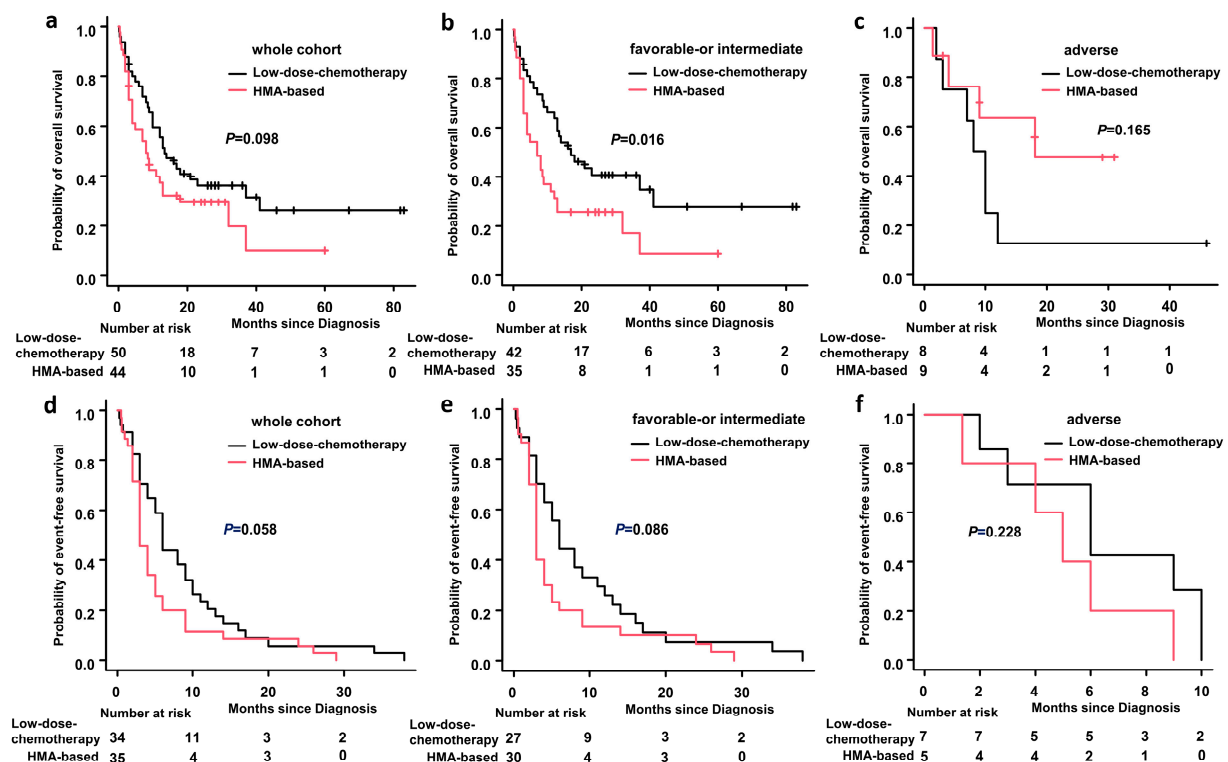 a
whole cohort
Low-dose-chemotherapy
HMA-based
P=0.098
Probability of overall survival
1.0
0.8
0.6
0.4
0.2
0.0
0 20 40 60 80
Number at risk Months since Diagnosis
Low-dose-
chemotherapy 50 18 7 3 2
HMA-based 44 10 1 1 0
b
favorable-or intermediate
Low-dose-chemotherapy
HMA-based
P=0.016
Probability of overall survival
1.0
0.8
0.6
0.4
0.2
0.0
0 20 40 60 80
Number at risk Months since Diagnosis
Low-dose-
chemotherapy 42 17 6 3 2
HMA-based 35 8 1 1 0
c
adverse
Low-dose-chemotherapy
HMA-based
P=0.165
Probability of overall survival
1.0
0.8
0.6
0.4
0.2
0.0
0 10 20 30 40
Number at risk Months since Diagnosis
Low-dose-
chemotherapy 8 4 1 1 1
HMA-based 9 4 2 1 0
d
whole cohort
Low-dose-chemotherapy
HMA-based
P=0.058
Probability of event-free survival
1.0
0.8
0.6
0.4
0.2
0.0
0 10 20 30
Number at risk Months since Diagnosis
Low-dose-
chemotherapy 34 11 3 2
HMA-based 35 4 3 0
e
favorable-or intermediate
Low-dose-chemotherapy
HMA-based
P=0.086
Probability of event-free survival
1.0
0.8
0.6
0.4
0.2
0.0
0 10 20 30
Number at risk Months since Diagnosis
Low-dose-
chemotherapy 27 9 3 2
HMA-based 30 4 3 0
f
adverse
Low-dose-chemotherapy
HMA-based
P=0.228
Probability of event-free survival
1.0
0.8
0.6
0.4
0.2
0.0
0 2 4 6 8 10
Number at risk Months since Diagnosis
Low-dose-
chemotherapy 7 7 5 5 3 2
HMA-based 5 4 4 2 1 0